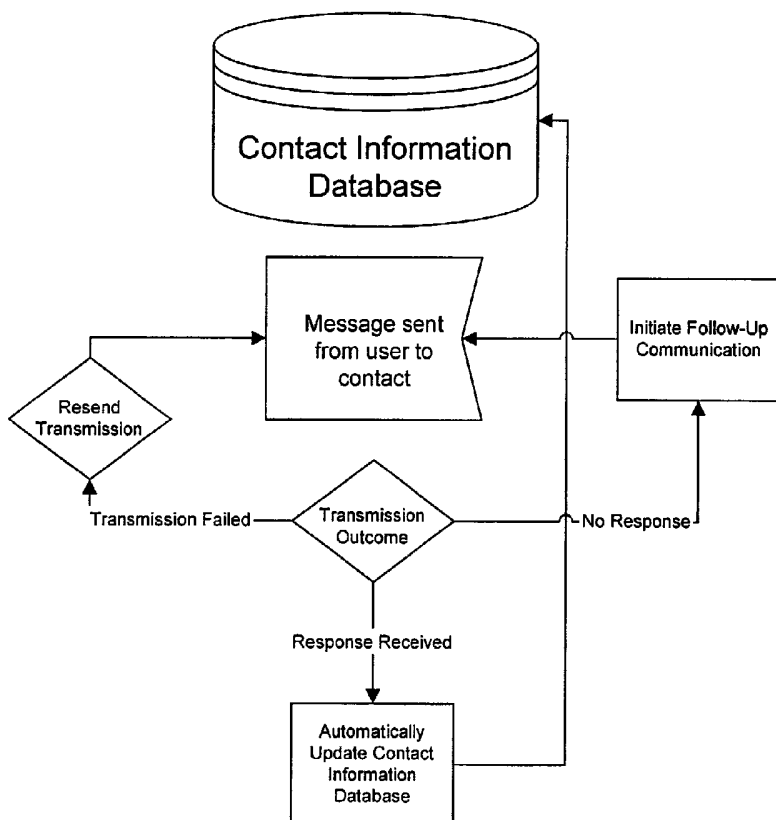 Contact Information
Database
Message sent
from user to
contact
Initiate Follow-Up
Communication
Resend
Transmission
Transmission Failed
Transmission
Outcome
No Response
Response Received
Automatically
Update Contact
Information
Database